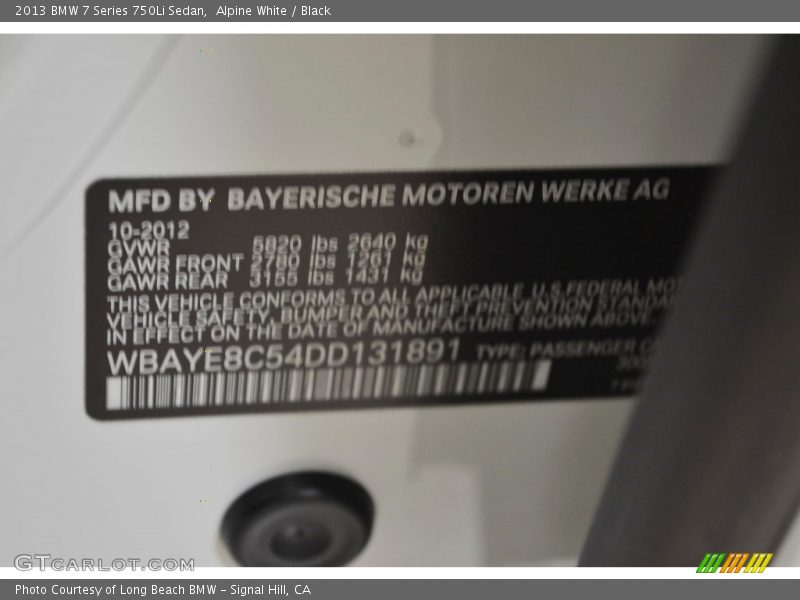 2013 BMW 7 Series 750Li Sedan,  Alpine White / Black
MFD BY BAYERISCHE MOTOREN WERKE AG
10-2012
GVWR 5820 lbs 2640 kg
GAWR FRONT 2780 lbs 1261 kg
GAWR REAR 3155 lbs 1431 kg
THIS VEHICLE CONFORMS TO ALL APPLICABLE U.S. FEDERAL
VEHICLE SAFETY, BUMPER AND THEFT PREVENTION
IN EFFECT ON THE DATE OF MANUFACTURE SHOWN ABOVE.
WBAYE8C54DD131891 TYPE: PASSENGER
GTCARLOT.COM
Photo Courtesy of Long Beach BMW – Signal Hill, CA